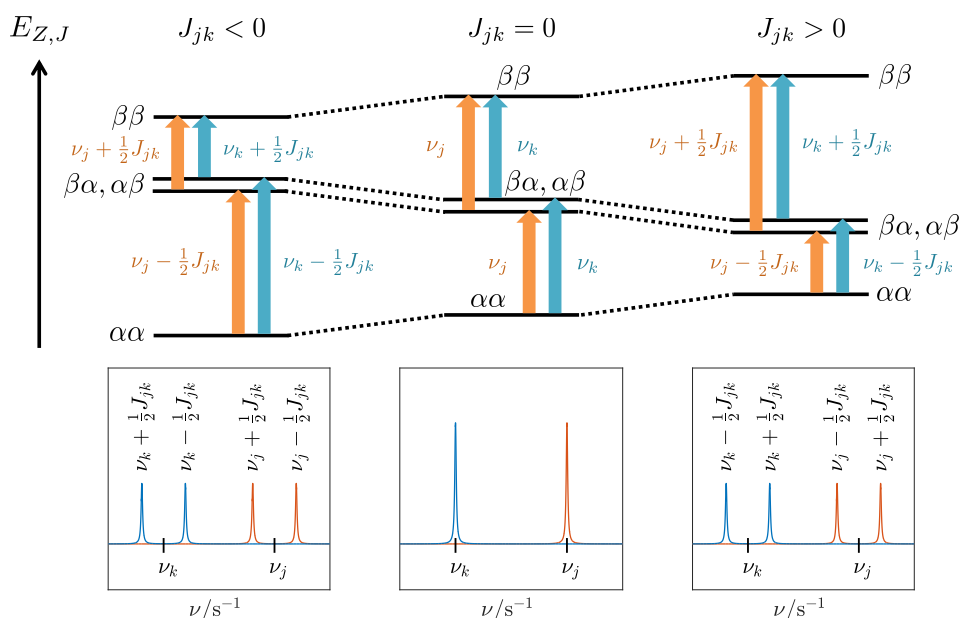 E_{Z,J}
J_{jk} < 0
J_{jk} = 0
J_{jk} > 0
ββ
ββ
ββ
ν_j + ½J_{jk}
ν_k + ½J_{jk}
ν_j
ν_k
ν_j + ½J_{jk}
ν_k + ½J_{jk}
βα, αβ
βα, αβ
βα, αβ
ν_j − ½J_{jk}
ν_k − ½J_{jk}
ν_j
ν_k
ν_j − ½J_{jk}
ν_k − ½J_{jk}
αα
αα
αα
ν_k + ½J_{jk}
ν_k − ½J_{jk}
ν_j + ½J_{jk}
ν_j − ½J_{jk}
ν_k
ν_j
ν/s⁻¹
ν_k
ν_j
ν/s⁻¹
ν_k − ½J_{jk}
ν_k + ½J_{jk}
ν_j − ½J_{jk}
ν_j + ½J_{jk}
ν_k
ν_j
ν/s⁻¹